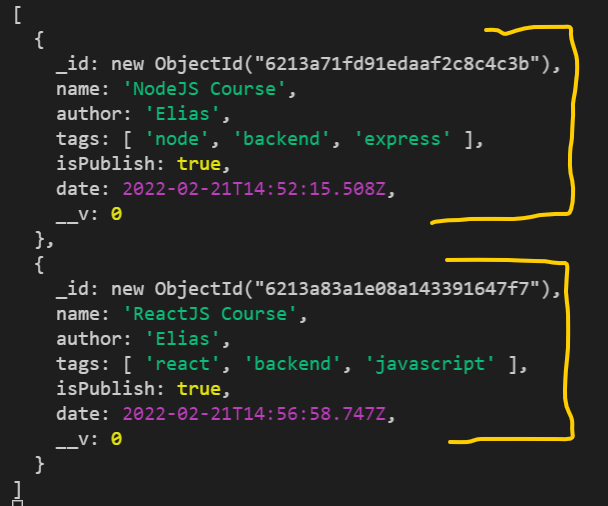 [
  {
    _id: new ObjectId("6213a71fd91edaaf2c8c4c3b"),
    name: 'NodeJS Course',
    author: 'Elias',
    tags: [ 'node', 'backend', 'express' ],
    isPublish: true,
    date: 2022-02-21T14:52:15.508Z,
    __v: 0
  },
  {
    _id: new ObjectId("6213a83a1e08a143391647f7"),
    name: 'ReactJS Course',
    author: 'Elias',
    tags: [ 'react', 'backend', 'javascript' ],
    isPublish: true,
    date: 2022-02-21T14:56:58.747Z,
    __v: 0
  }
]